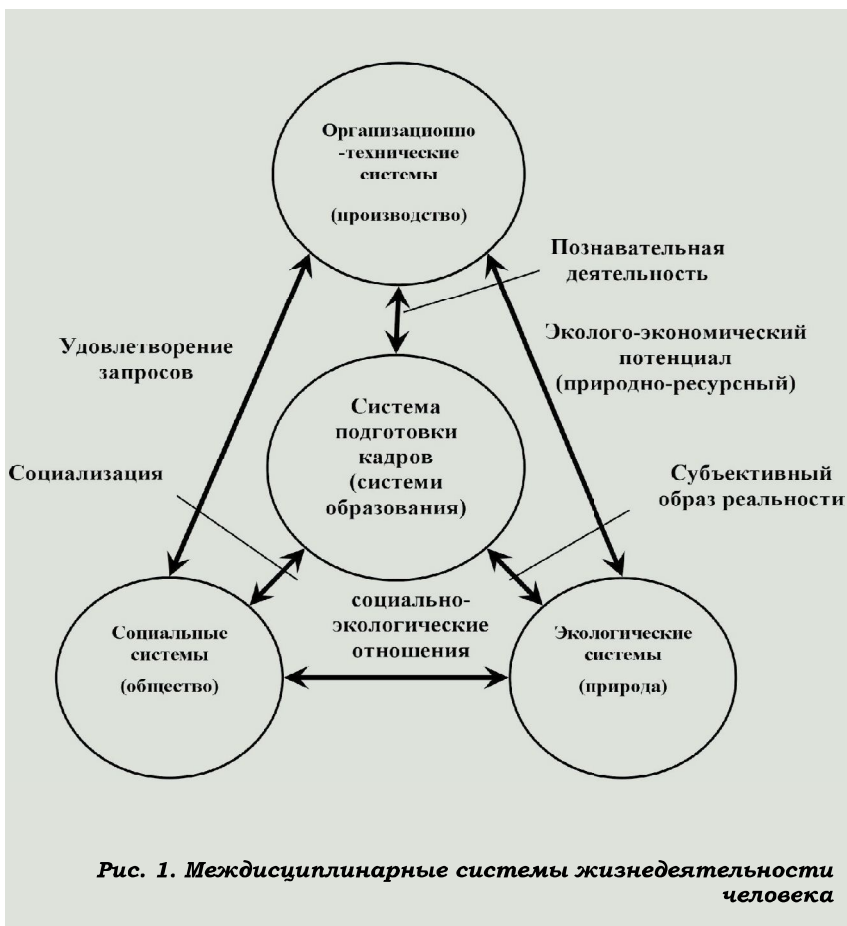 Организационно
-технические
системы
(производство)
Познавательная
деятельность
Удовлетворение
запросов
Эколого-экономический
потенциал
(природно-ресурсный)
Система
подготовки
кадров
(системи
образования)
Социализация
Субъективный
образ реальности
социально-
экологические
отношения
Социальные
системы
(общество)
Экологические
системы
(природа)
Рис. 1. Междисциплинарные системы жизнедеятельности
человека